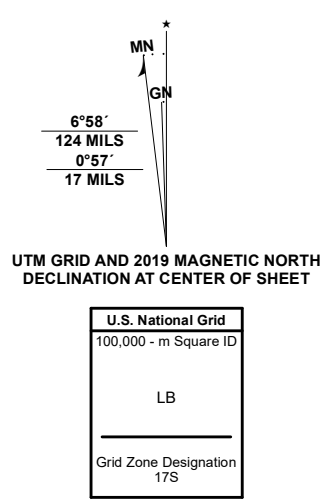 ★
MN
GN
6°58´
124 MILS
0°57´
17 MILS
UTM GRID AND 2019 MAGNETIC NORTH
DECLINATION AT CENTER OF SHEET
U.S. National Grid
100,000 - m Square ID
LB
Grid Zone Designation
17S